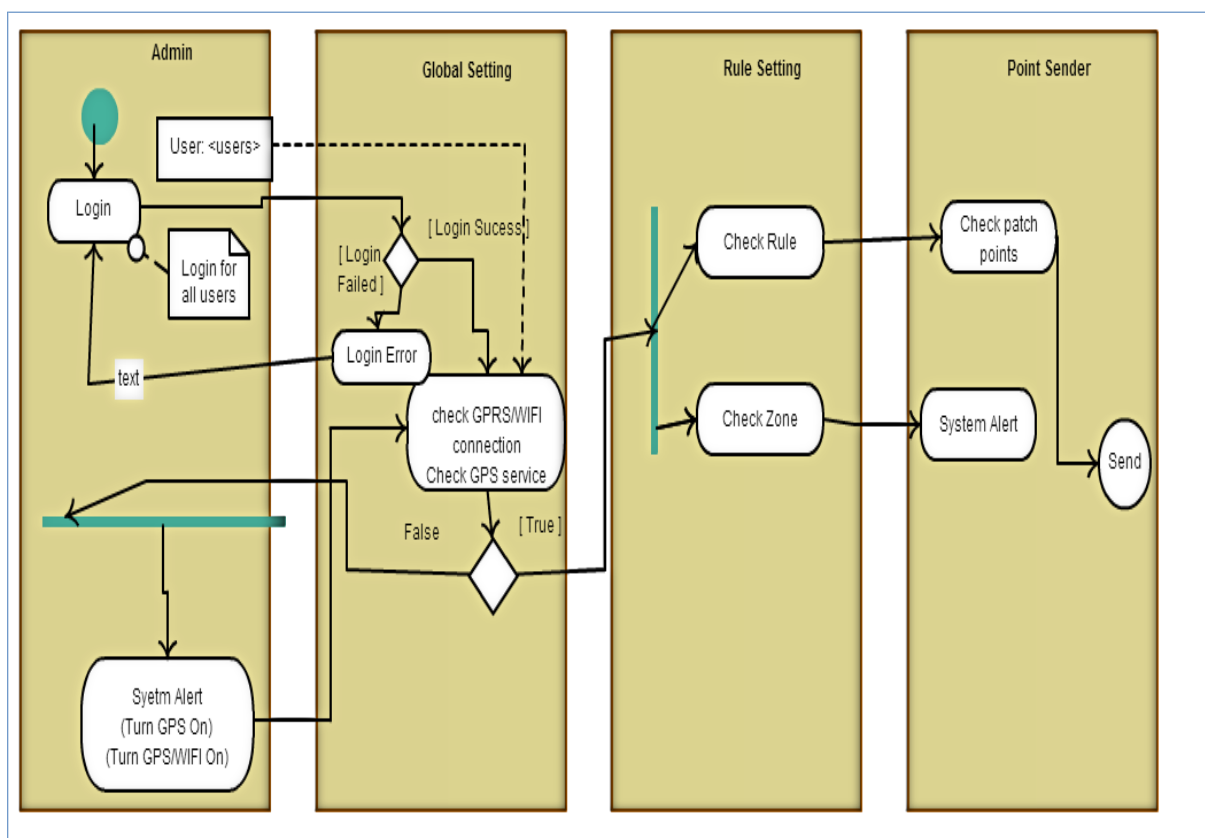 Admin
Global Setting
Rule Setting
Point Sender
User: <users>
Login
Login for
all users
[ Login Sucess ]
[ Login
Failed ]
Login Error
text
check GPRS/WIFI
connection
Check GPS service
False
[ True ]
Syetm Alert
(Turn GPS On)
(Turn GPS/WIFI On)
Check Rule
Check Zone
Check patch
points
System Alert
Send